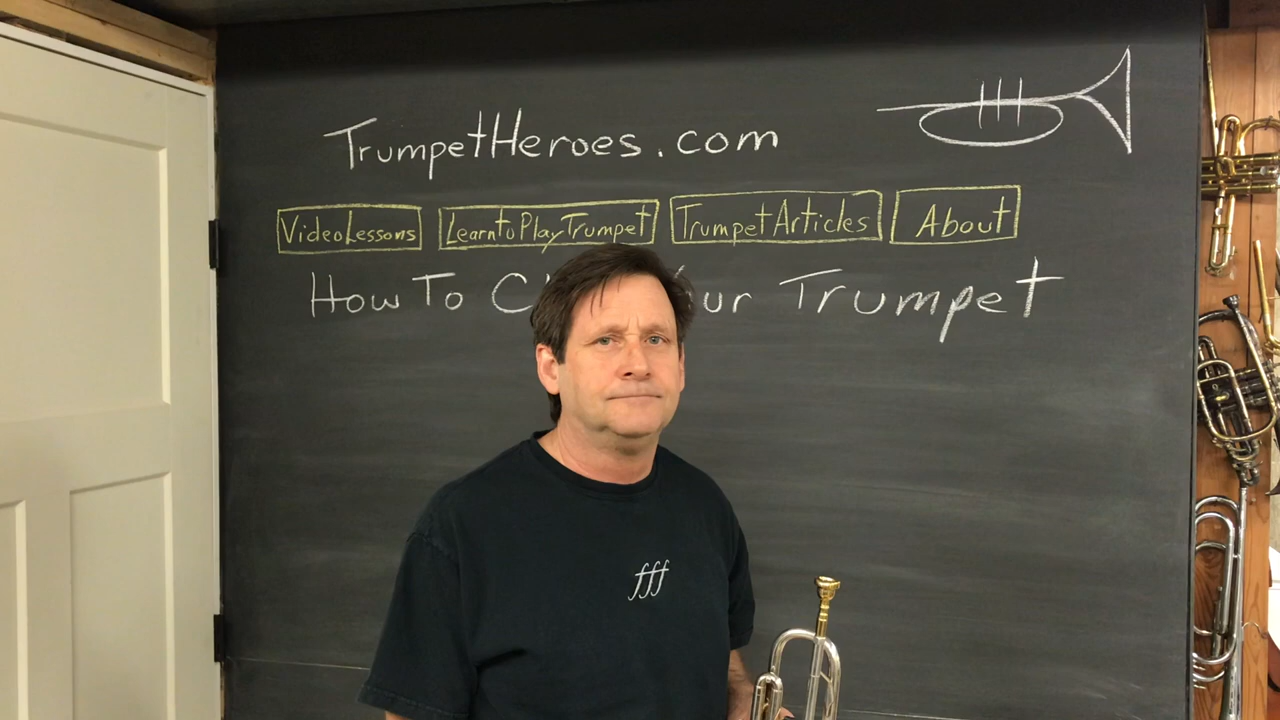 TrumpetHeroes.com
VideoLessons LearntoPlayTrumpet TrumpetArticles About
How To Trumpet
fff